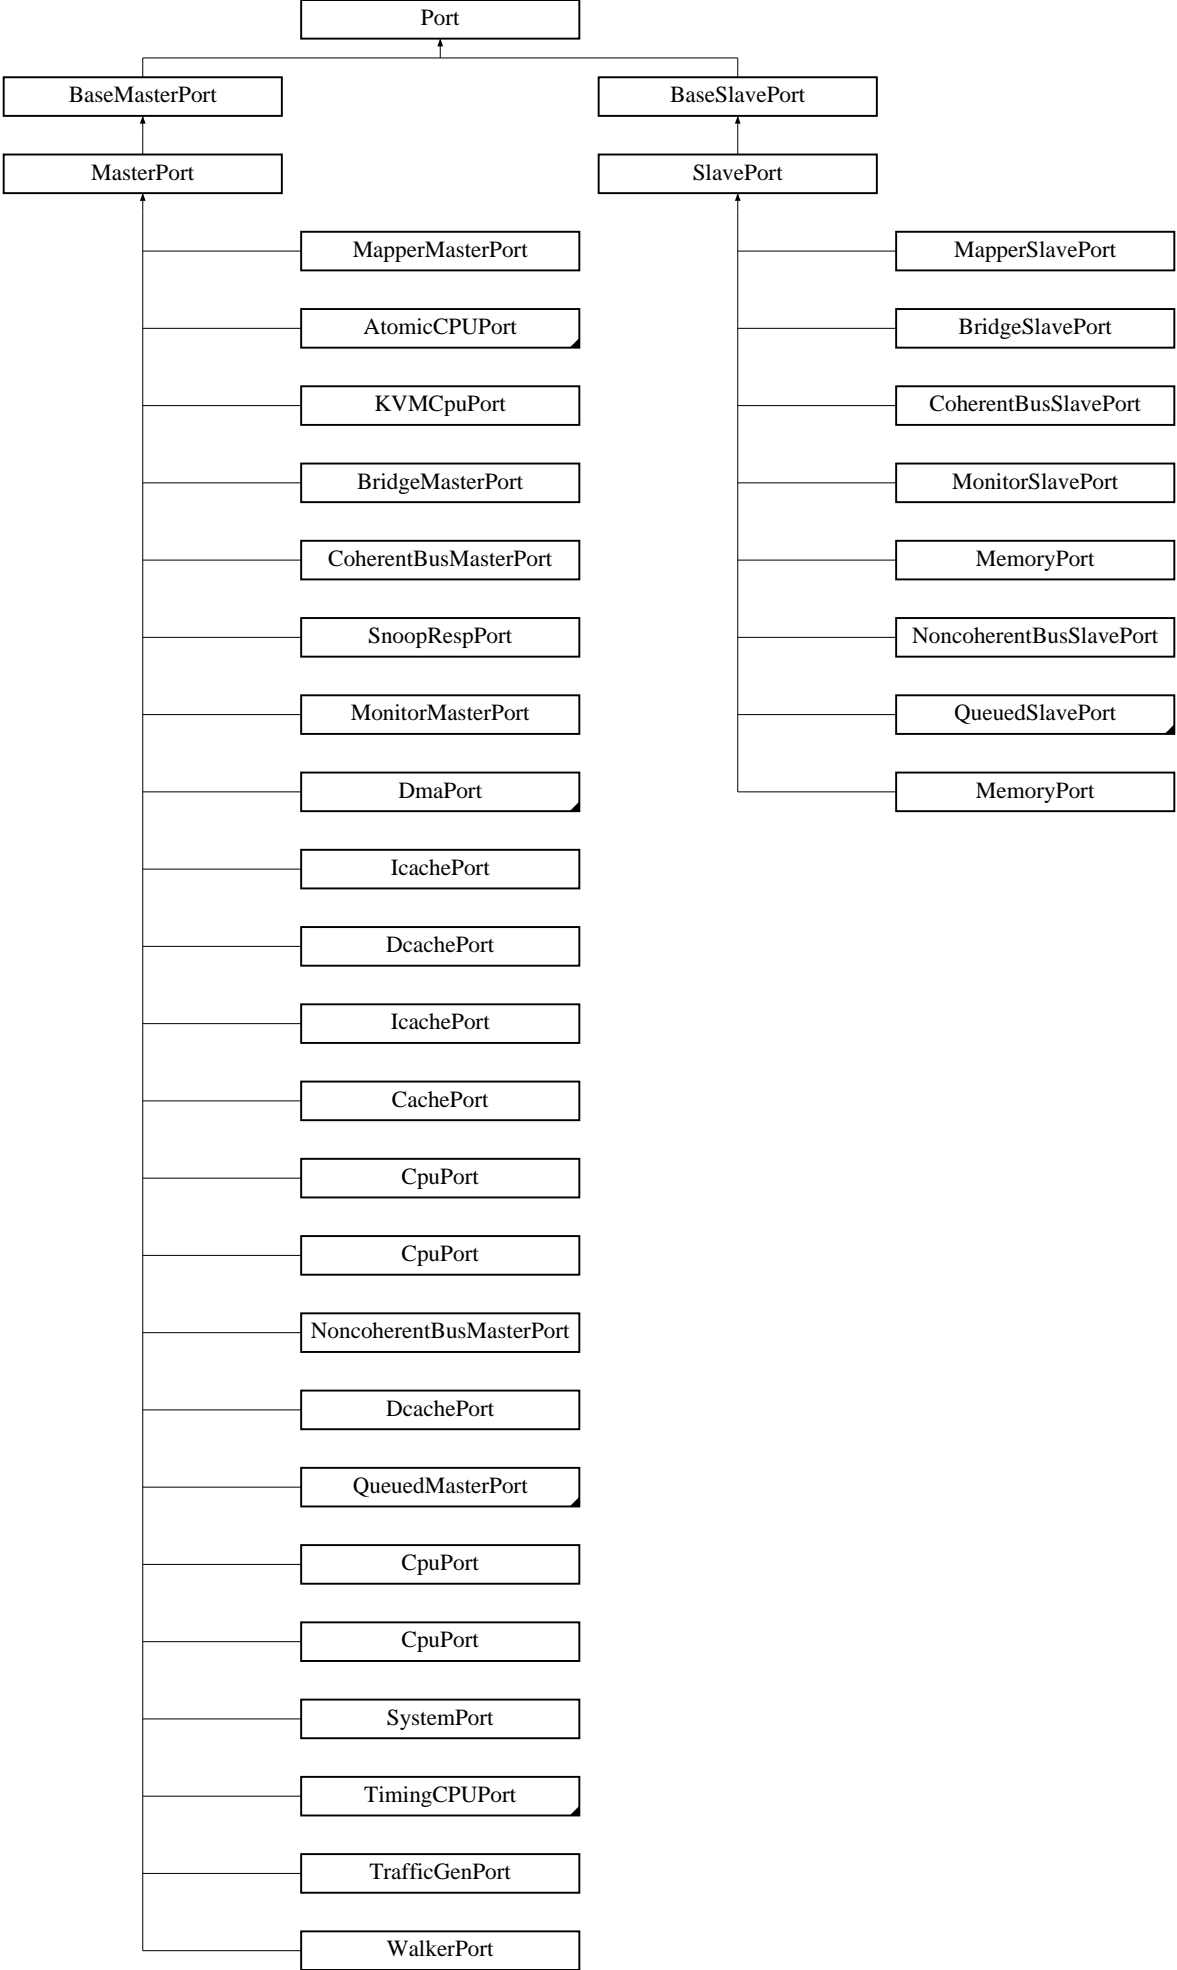 Port
BaseMasterPort
BaseSlavePort
MasterPort
SlavePort
MapperMasterPort
MapperSlavePort
AtomicCPUPort
BridgeSlavePort
KVMCpuPort
CoherentBusSlavePort
BridgeMasterPort
MonitorSlavePort
CoherentBusMasterPort
MemoryPort
SnoopRespPort
NoncoherentBusSlavePort
MonitorMasterPort
QueuedSlavePort
DmaPort
MemoryPort
IcachePort
DcachePort
IcachePort
CachePort
CpuPort
CpuPort
NoncoherentBusMasterPort
DcachePort
QueuedMasterPort
CpuPort
CpuPort
SystemPort
TimingCPUPort
TrafficGenPort
WalkerPort